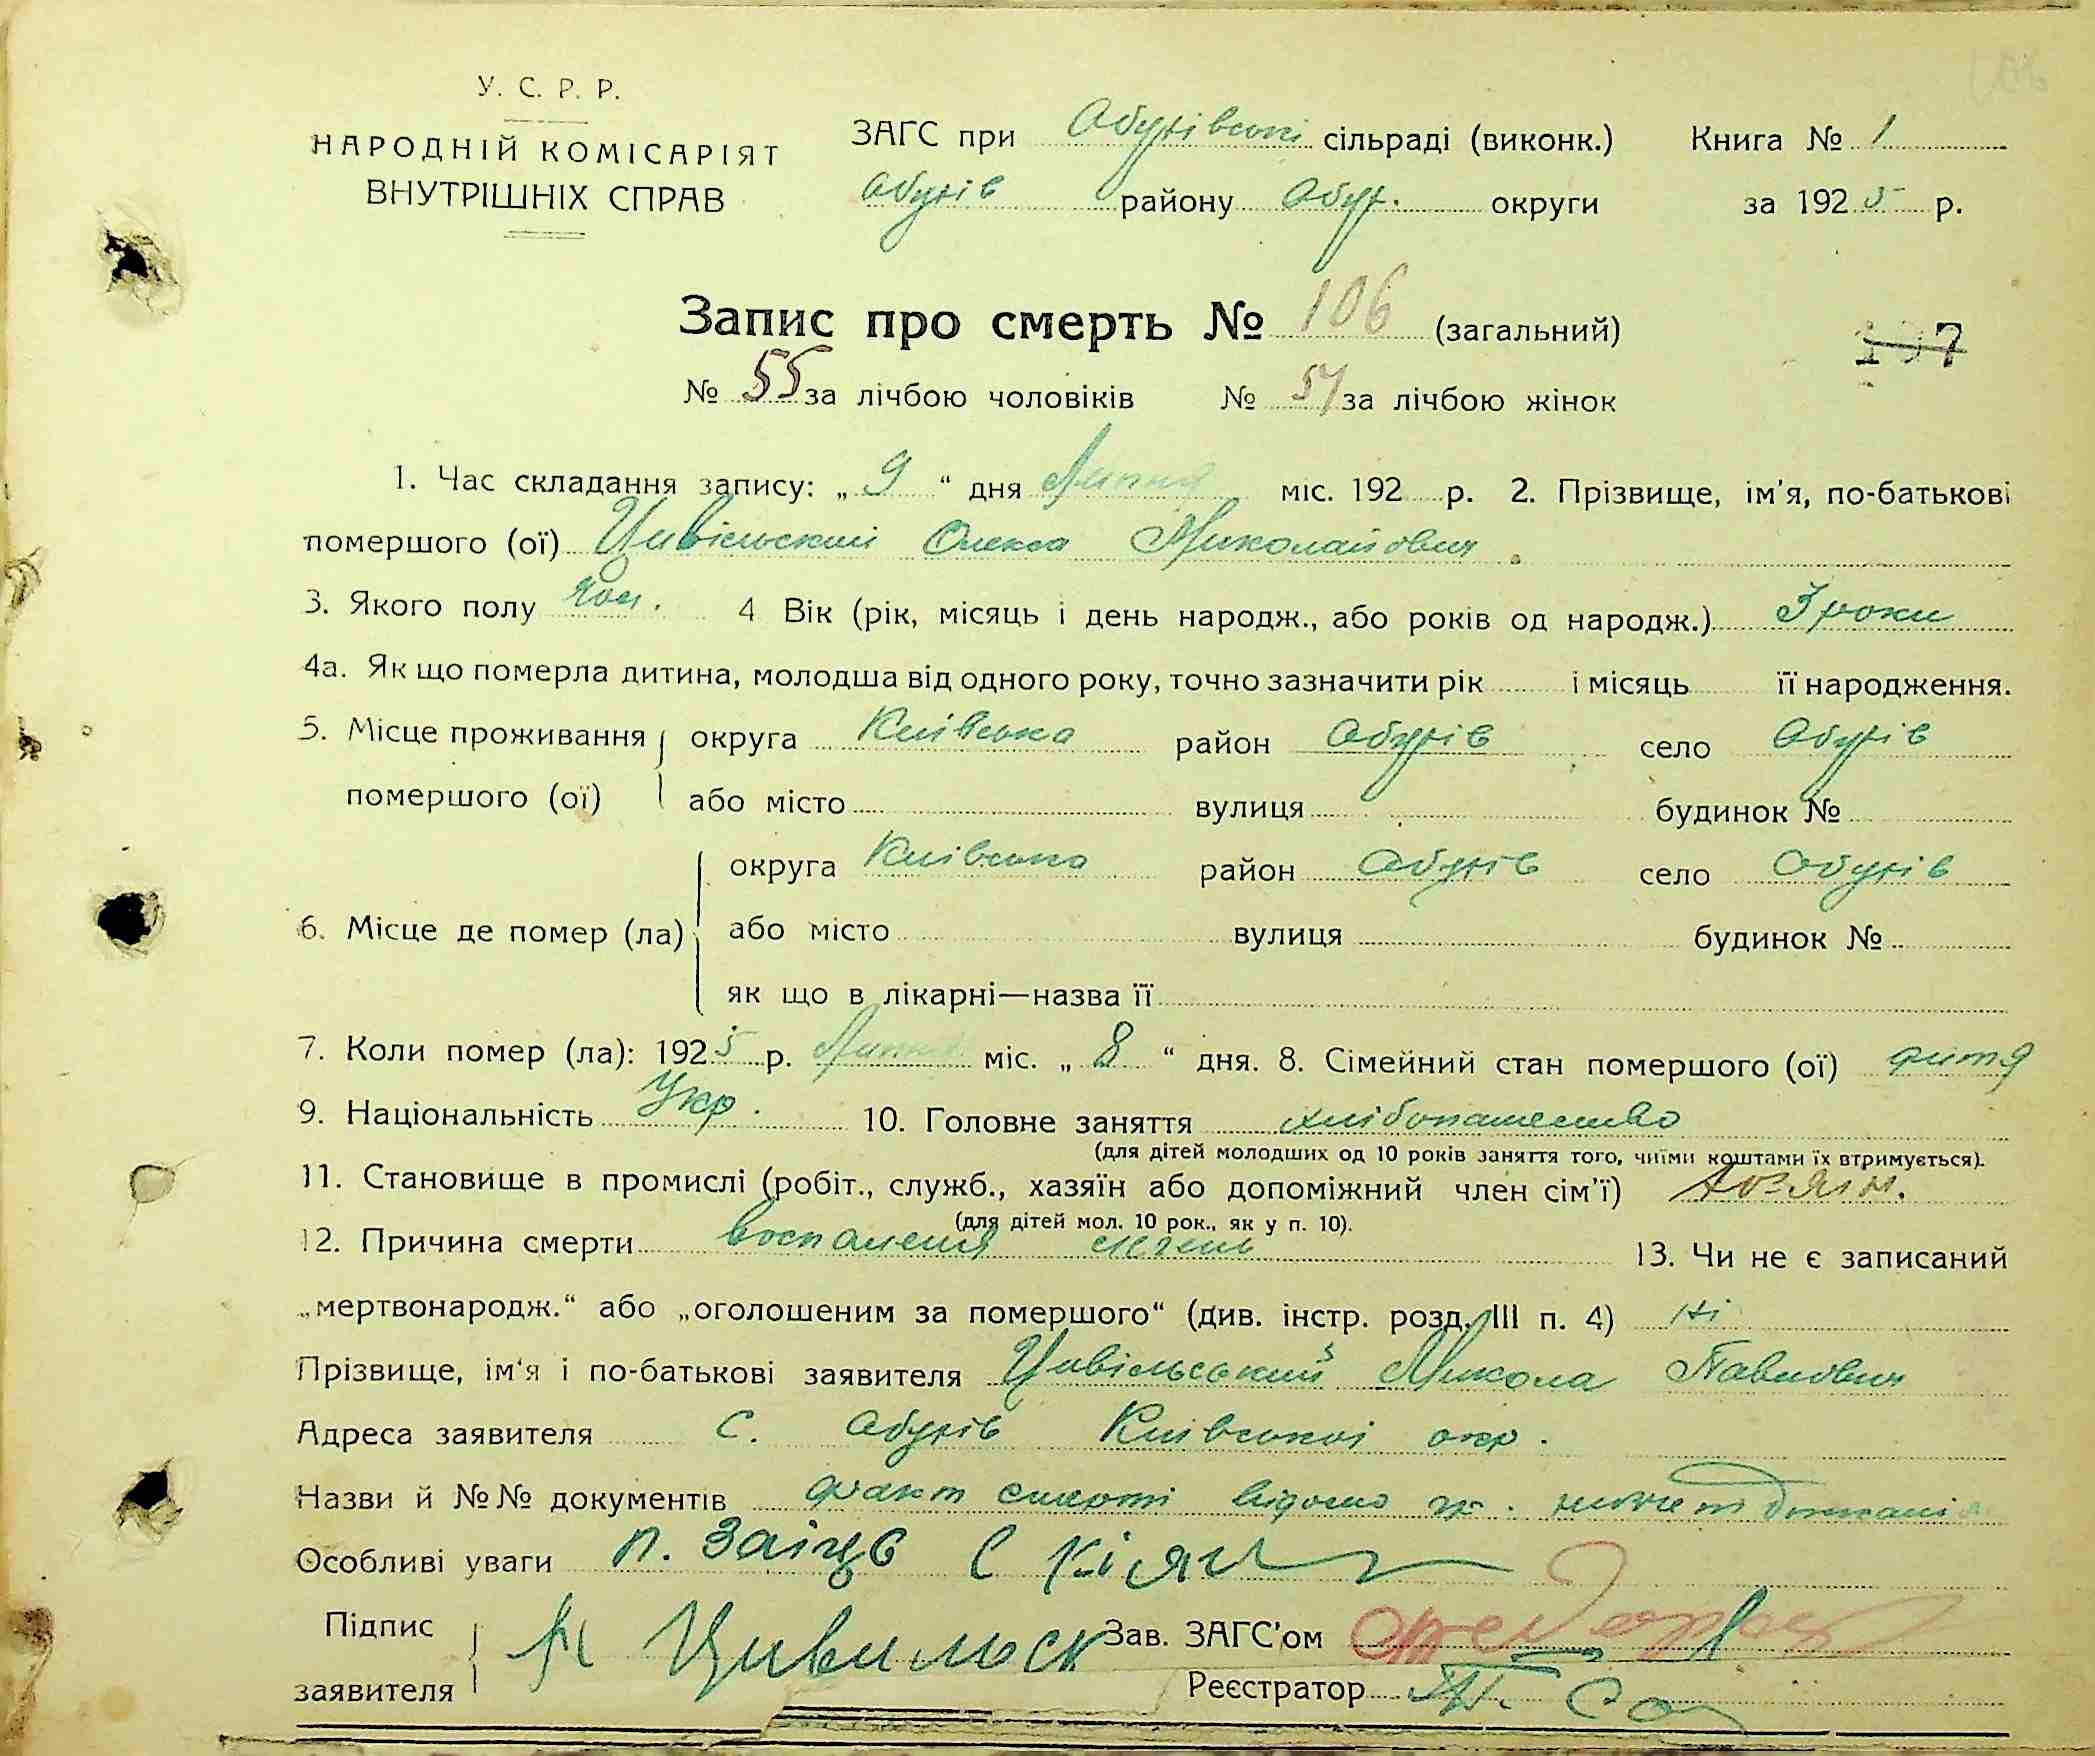 У. С. Р. Р.
НАРОДНІЙ КОМІСАРІЯТ
ВНУТРІШНІХ СПРАВ
ЗАГС при Обухівські сільраді (виконк.) Книга № 1
Обухів району Обух. округи за 1925 р.
Запис про смерть № 106 (загальний)
197
№ 55 за лічбою чоловіків № 51 за лічбою жінок
1. Час складання запису: „ 9 “ дня Липня міс. 192 р. 2. Прізвище, ім'я, по-батькові
помершого (ої) Цивільский Олекса Миколайович
3. Якого полу чол. 4 Вік (рік, місяць і день народж., або років од народж.) 3 роки
4а. Як що померла дитина, молодша від одного року, точно зазначити рік і місяць її народження.
5. Місце проживання округа Київська район Обухів село Обухів
помершого (ої) або місто вулиця будинок №
округа Київська район Обухів село Обухів
6. Місце де помер (ла) або місто вулиця будинок №
як що в лікарні—назва її
7. Коли помер (ла): 1925 р. Липня міс. „ 8 “ дня. 8. Сімейний стан помершого (ої) дитя
9. Національність Укр. 10. Головне заняття хлібопашество
(для дітей молодших од 10 років заняття того, чиїми коштами їх втримується).
11. Становище в промислі (робіт., служб., хазяїн або допоміжний член сім'ї) хозяїн.
(для дітей мол. 10 рок., як у п. 10).
12. Причина смерти воспаления 13. Чи не є записаний
„мертвонародж.“ або „оголошеним за помершого“ (див. інстр. розд. III п. 4) ні
Прізвище, ім'я і по-батькові заявителя Цивільський Микола Павлович
Адреса заявителя С. Обухів Київської окр.
Назви й №№ документів факт смерті відомо гр.
Особливі уваги П. Заіцев С Кіян
Підпис заявителя М Цивильск Зав. ЗАГС'ом
Реєстратор